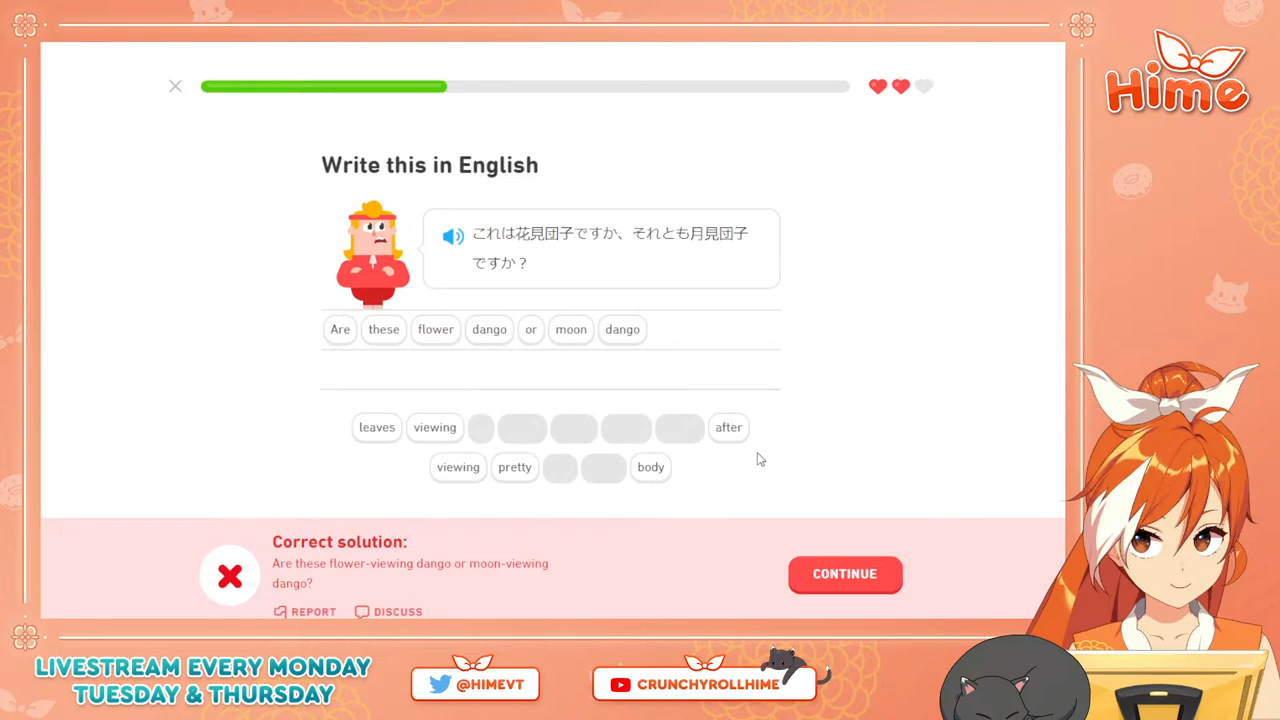 Hime
Write this in English
これは花見団子ですか、それとも月見団子
ですか？
Are these flower dango or moon dango
leaves viewing after
viewing pretty body
Correct solution:
Are these flower-viewing dango or moon-viewing
dango?
CONTINUE
REPORT DISCUSS
LIVESTREAM EVERY MONDAY
TUESDAY & THURSDAY
@HIMEVT
CRUNCHYROLLHIME